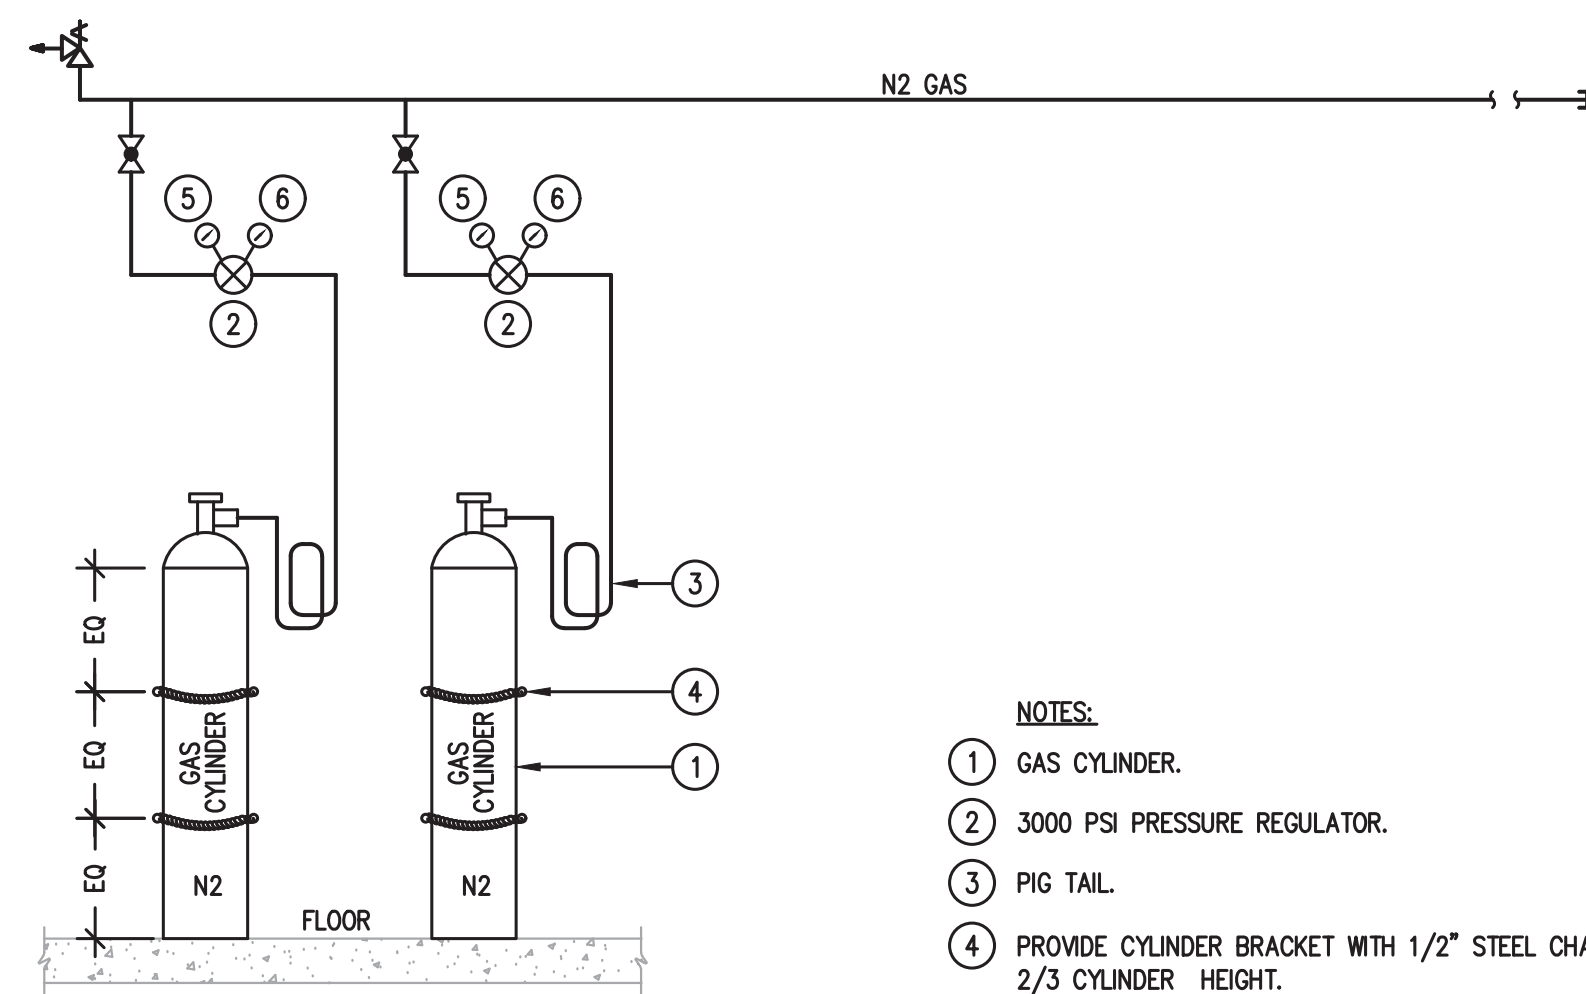 N2 GAS
5
6
5
6
2
2
3
EQ
4
EQ
GAS
CYLINDER
GAS
CYLINDER
1
EQ
N2
N2
FLOOR
NOTES:
1 GAS CYLINDER.
2 3000 PSI PRESSURE REGULATOR.
3 PIG TAIL.
4 PROVIDE CYLINDER BRACKET WITH 1/2" STEEL
2/3 CYLINDER HEIGHT.